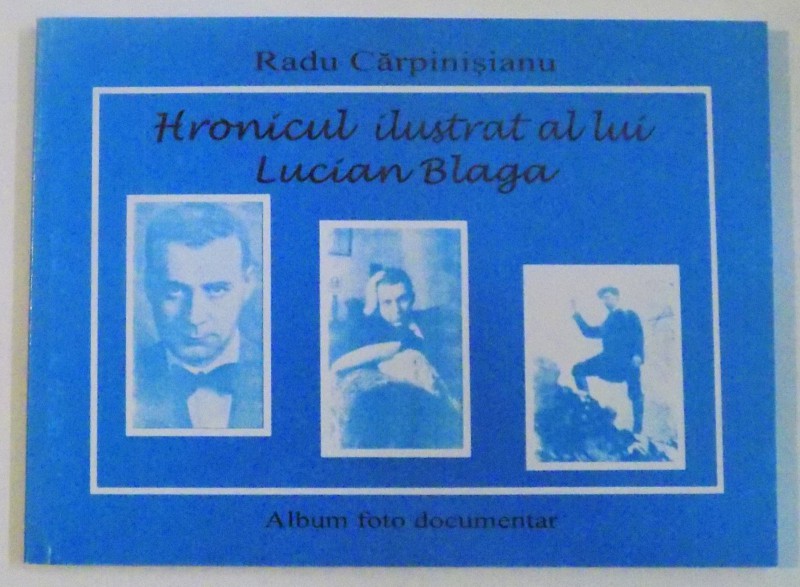 Radu Cărpinişianu
Hronicul ilustrat al lui
Lucian Blaga
Album foto documentar